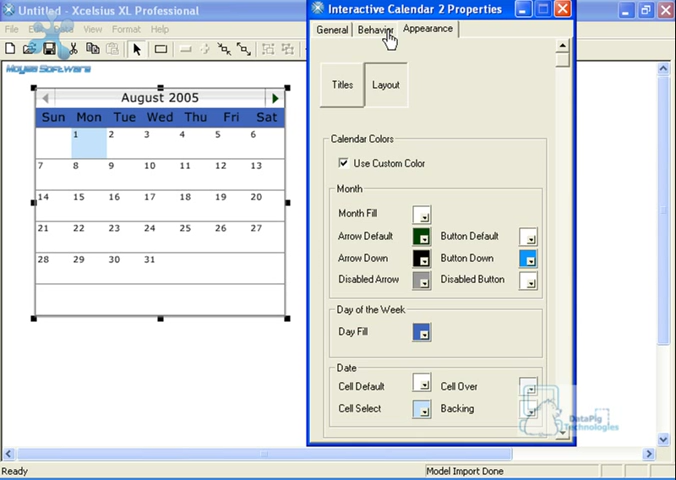 Untitled - Xcelsius XL Professional
Interactive Calendar 2 Properties
File Edit View Format Help
General Behavior Appearance
Moyea Software
Titles Layout
August 2005
Sun Mon Tue Wed Thu Fri Sat
1 2 3 4 5 6
7 8 9 10 11 12 13
14 15 16 17 18 19 20
21 22 23 24 25 26 27
28 29 30 31
Calendar Colors
Use Custom Color
Month
Month Fill
Arrow Default Button Default
Arrow Down Button Down
Disabled Arrow Disabled Button
Day of the Week
Day Fill
Date
Cell Default Cell Over
Cell Select Backing
DataPig
Technologies
Ready
Model Import Done